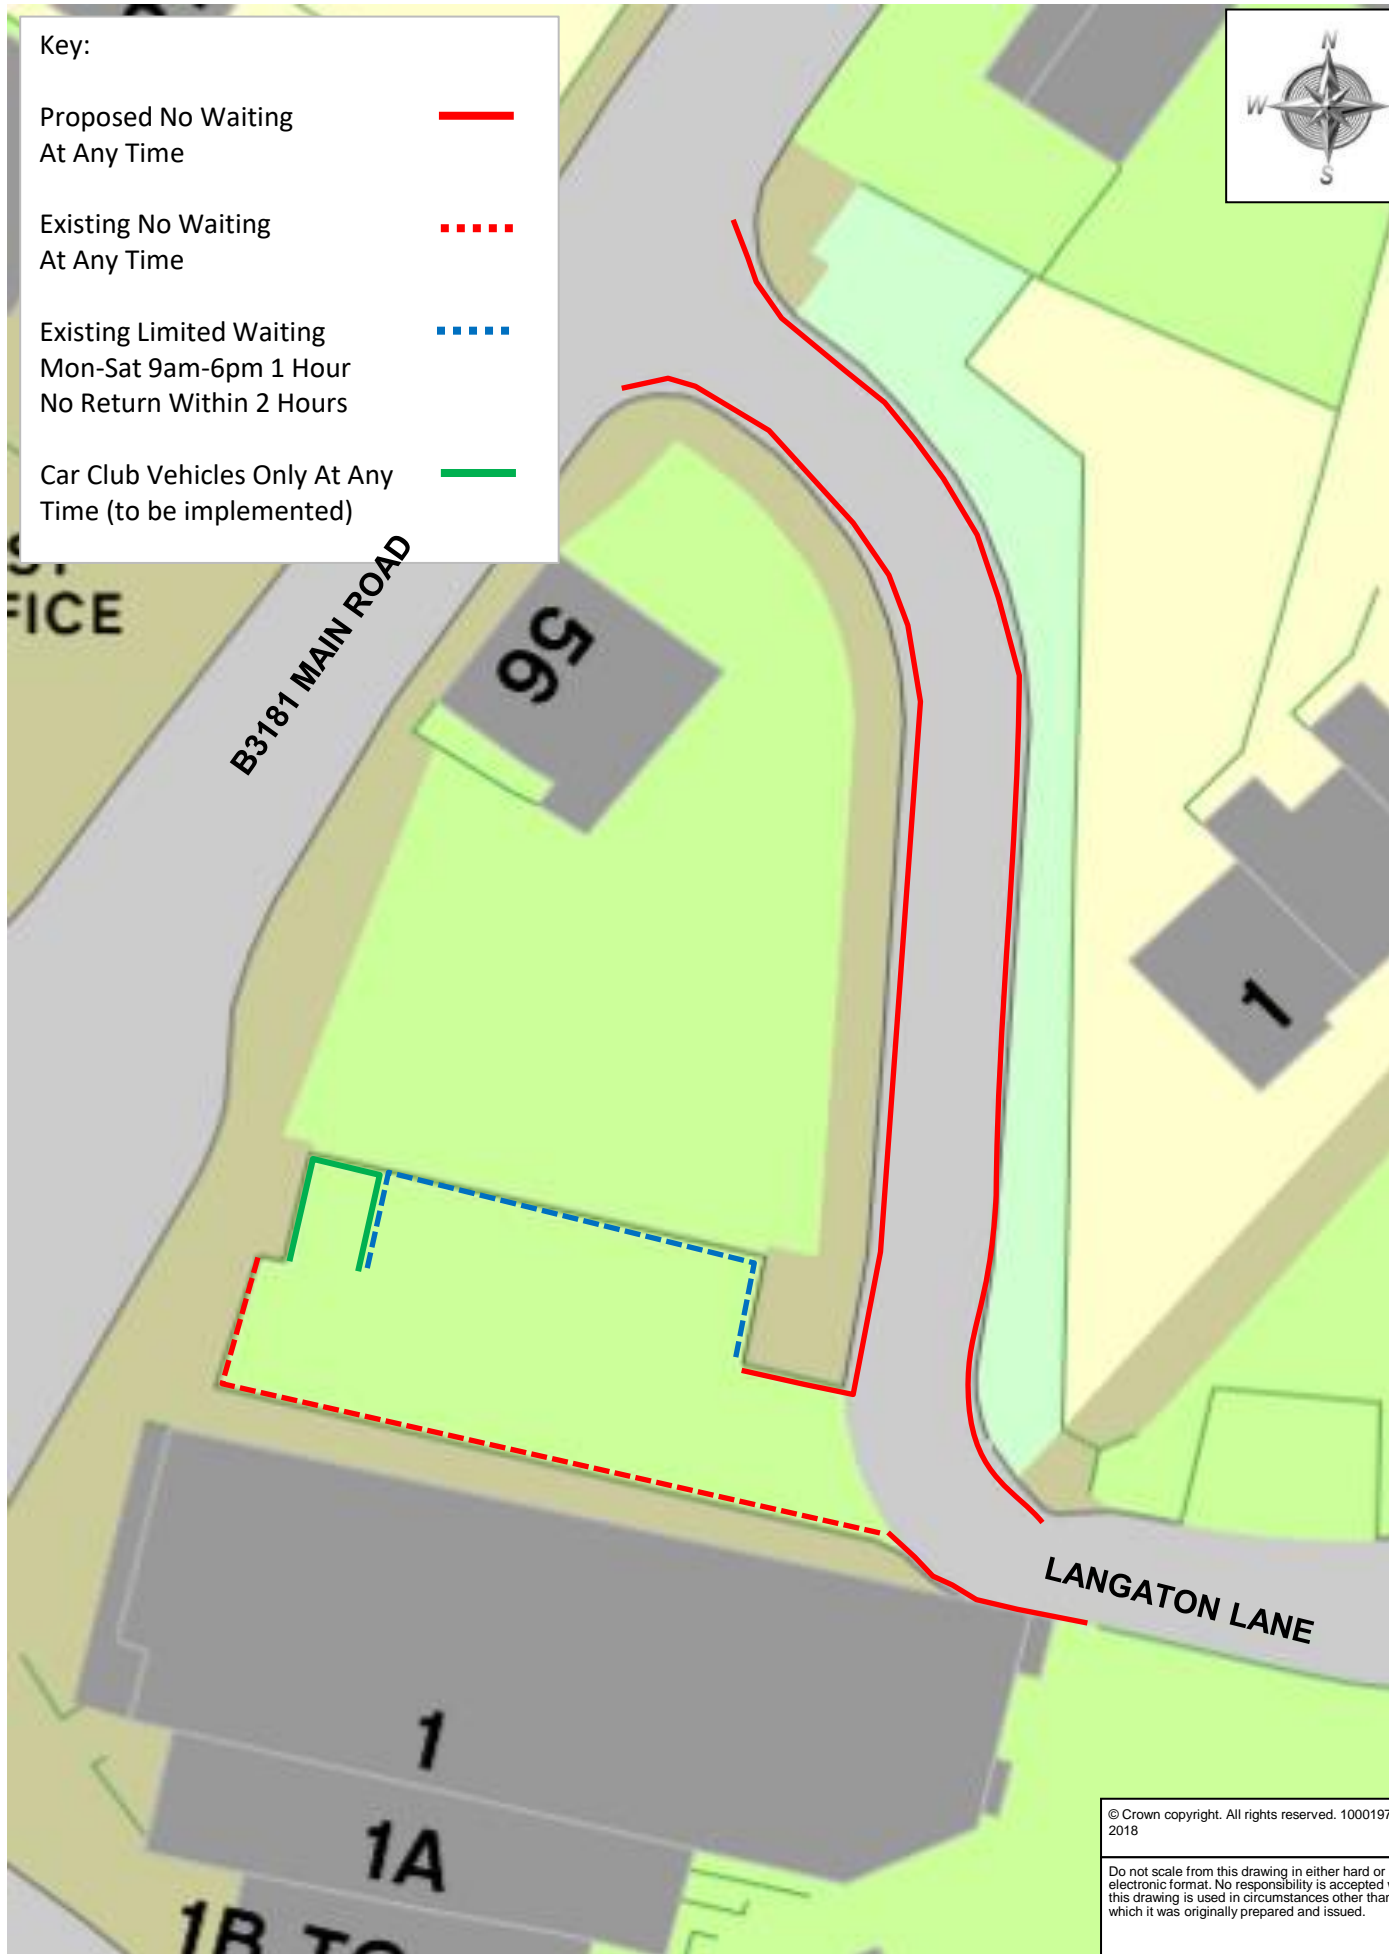 Key:
Proposed No Waiting
At Any Time
Existing No Waiting
At Any Time
Existing Limited Waiting
Mon-Sat 9am-6pm 1 Hour
No Return Within 2 Hours
Car Club Vehicles Only At Any
Time (to be implemented)
N
W
S
FICE
B3181 MAIN ROAD
56
1
LANGATON LANE
1
1A
1B TO
© Crown copyright. All rights reserved. 1000197
2018
Do not scale from this drawing in either hard or
electronic format. No responsibility is accepted
this drawing is used in circumstances other than
which it was originally prepared and issued.